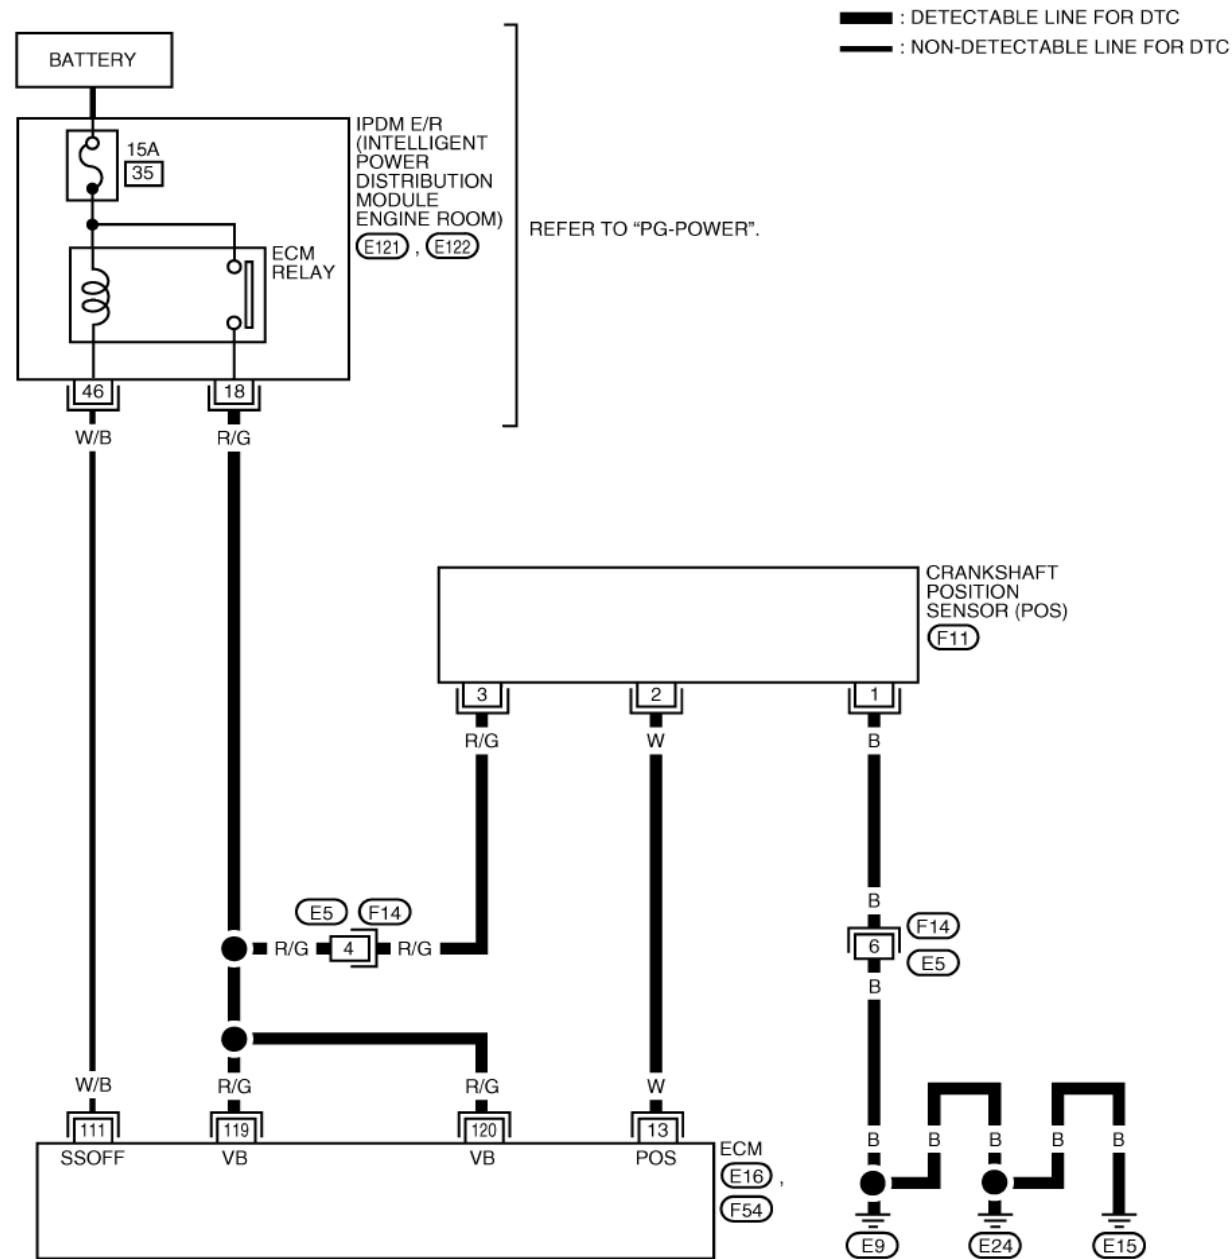 : DETECTABLE LINE FOR DTC
: NON-DETECTABLE LINE FOR DTC
BATTERY
15A
35
IPDM E/R
(INTELLIGENT
POWER
DISTRIBUTION
MODULE
ENGINE ROOM)
E121 , E122
REFER TO “PG-POWER”.
ECM
RELAY
46
18
W/B
R/G
CRANKSHAFT
POSITION
SENSOR (POS)
F11
3
2
1
R/G
W
B
E5
F14
R/G
4
R/G
B
6
F14
E5
B
W/B
R/G
R/G
W
111
119
120
13
SSOFF
VB
VB
POS
ECM
E16 ,
F54
B
B
B
B
B
E9
E24
E15